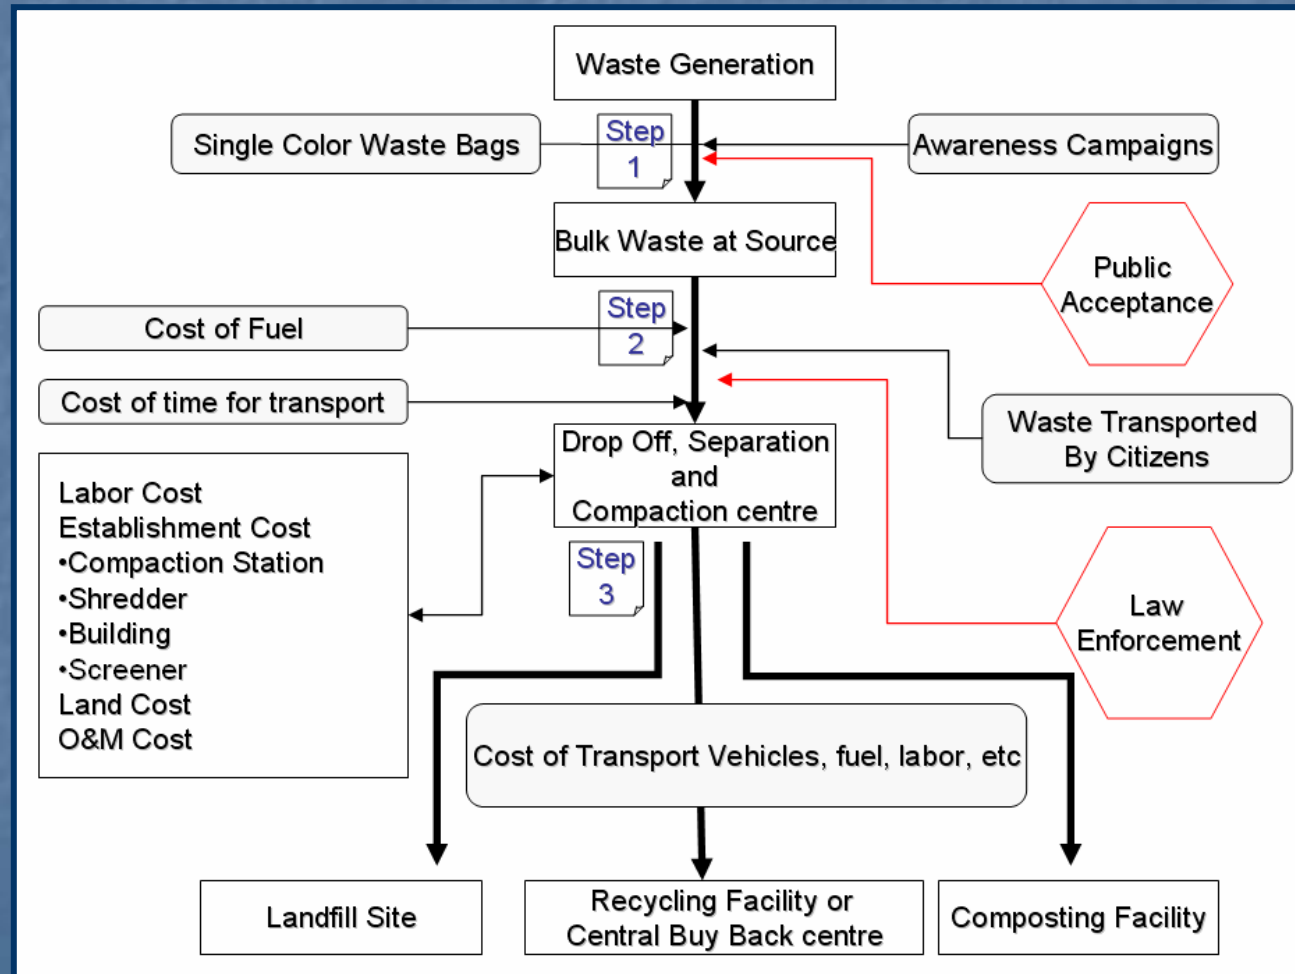 Waste Generation
Single Color Waste Bags
Step
1
Awareness Campaigns
Bulk Waste at Source
Public
Acceptance
Cost of Fuel
Step
2
Cost of time for transport
Waste Transported
By Citizens
Drop Off, Separation
and
Compaction centre
Labor Cost
Establishment Cost
•Compaction Station
•Shredder
•Building
•Screener
Land Cost
O&M Cost
Step
3
Law
Enforcement
Cost of Transport Vehicles, fuel, labor, etc
Landfill Site
Recycling Facility or
Central Buy Back centre
Composting Facility